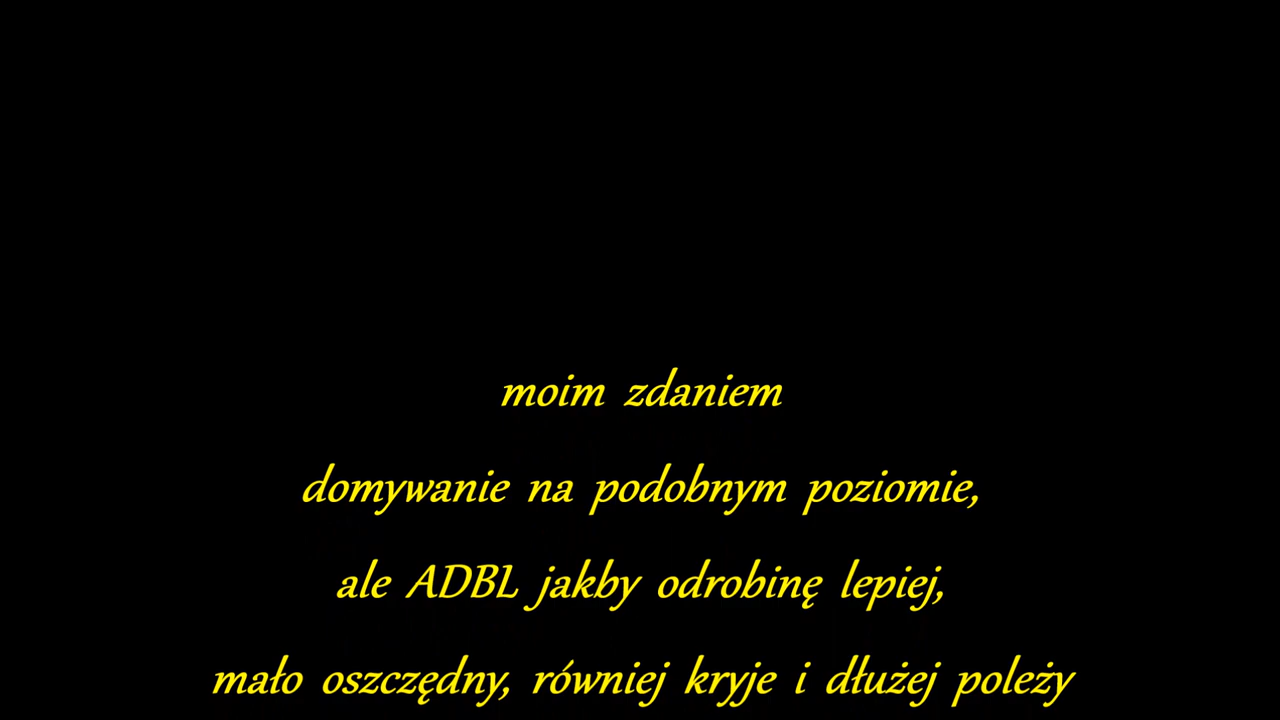 moim zdaniem
domywanie na podobnym poziomie,
ale ADBL jakby odrobinę lepiej,
mało oszczędny, równiej kryje i dłużej poleży